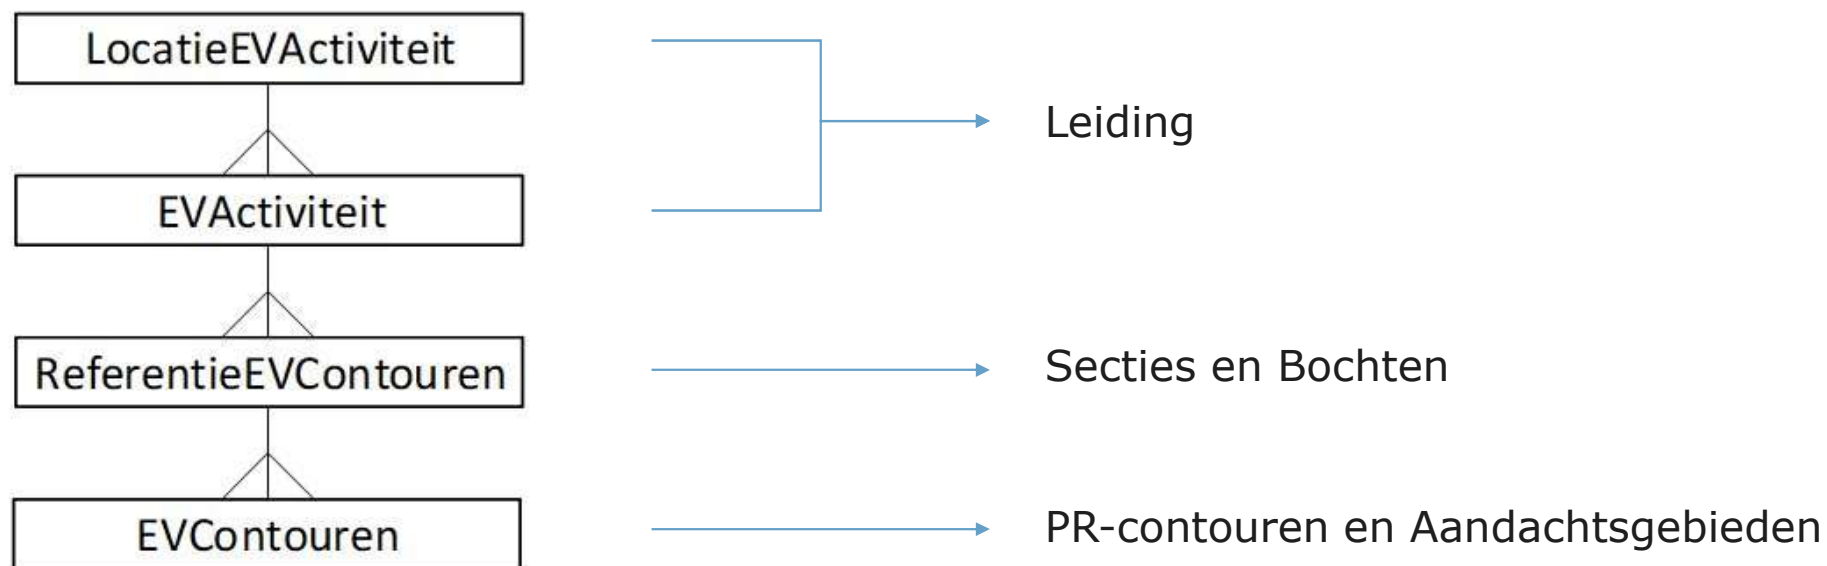 LocatieEVActiviteit
Leiding
EVActiviteit
ReferentieEVContouren
Secties en Bochten
EVContouren
PR-contouren en Aandachtsgebieden